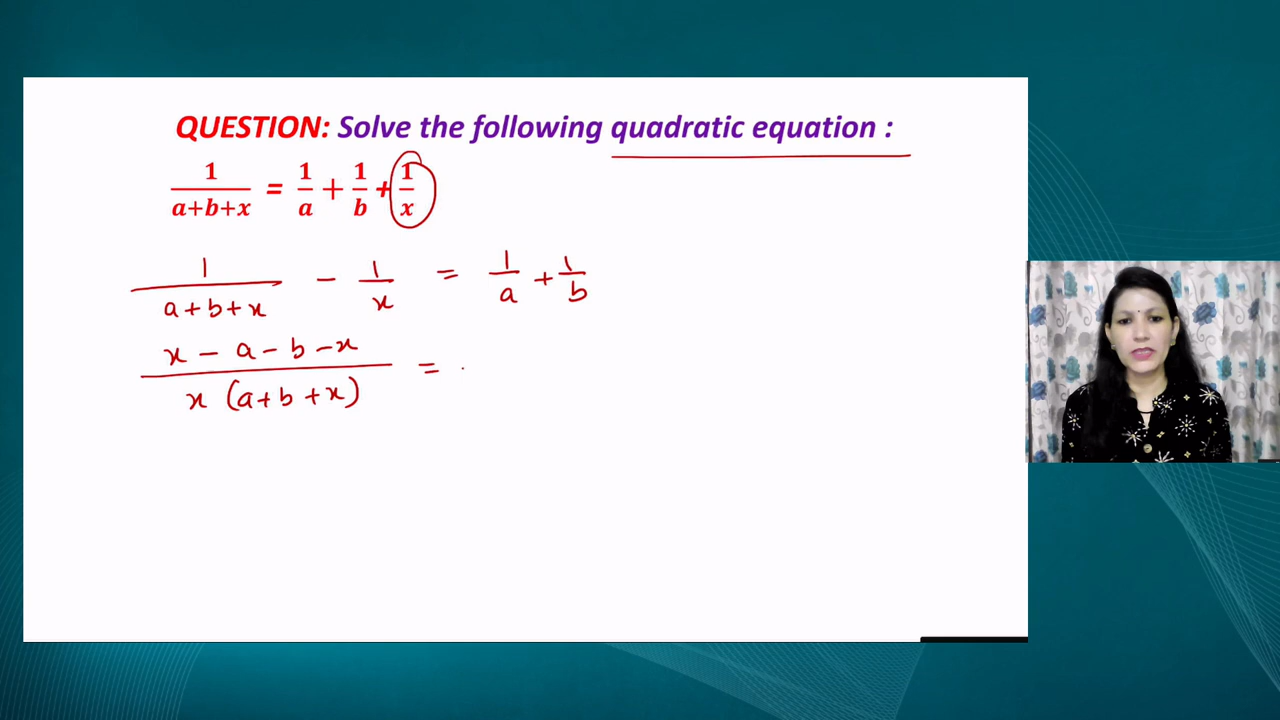 QUESTION: Solve the following quadratic equation :
1/(a+b+x) = 1/a + 1/b + 1/x
1/(a+b+x) - 1/x = 1/a + 1/b
(x - a - b - x)/(x (a+b+x)) =